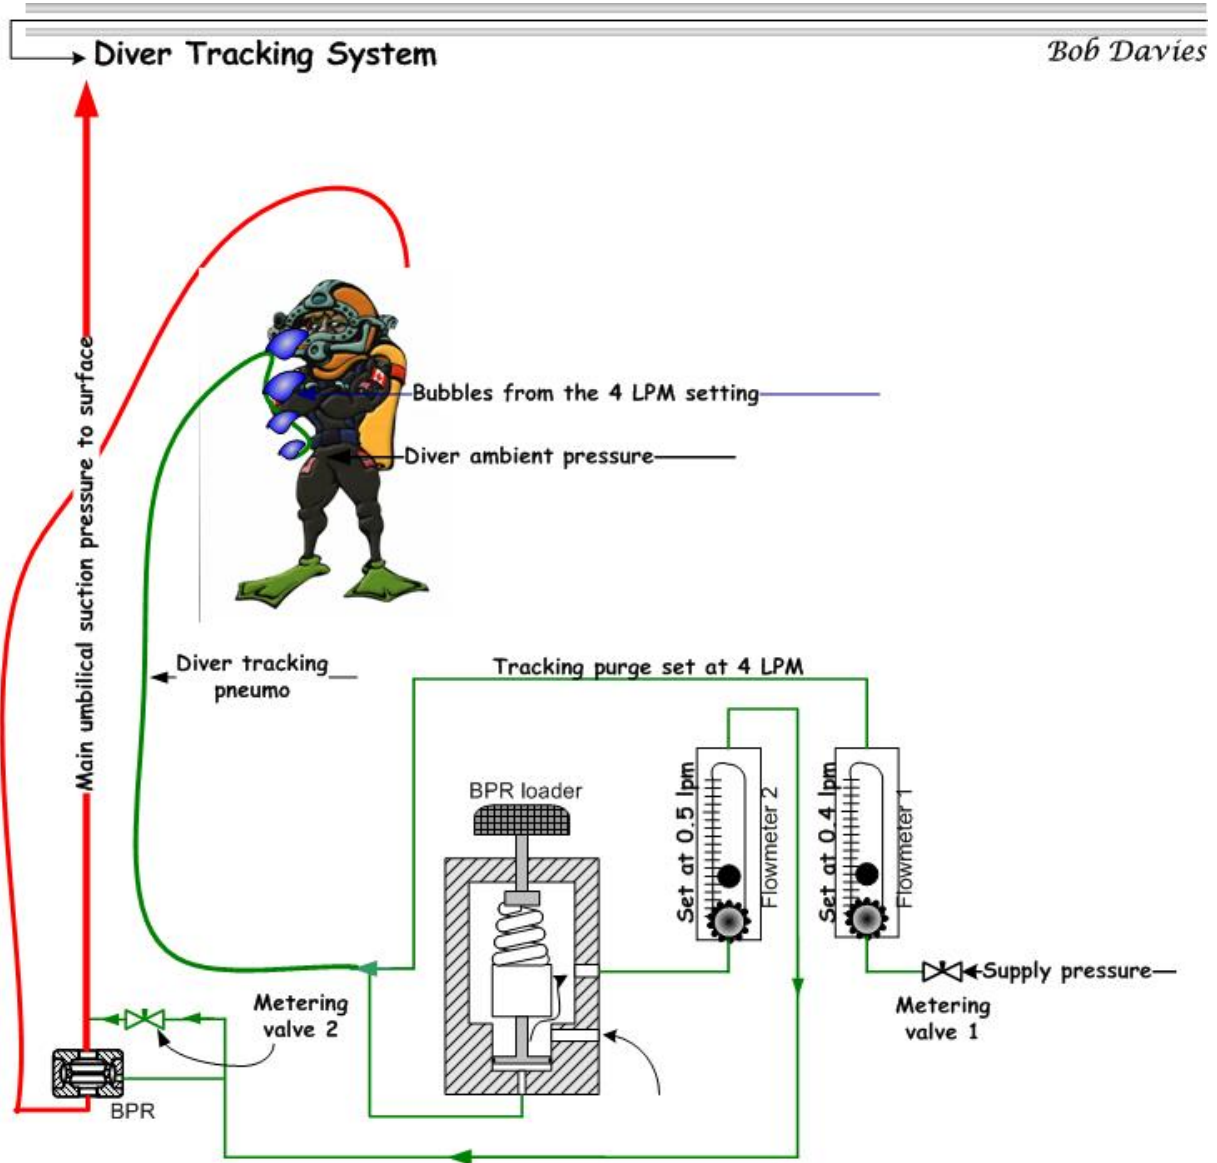 Diver Tracking System
Bob Davies
Main umbilical suction pressure to surface
Bubbles from the 4 LPM setting
Diver ambient pressure
Diver tracking
pneumo
Tracking purge set at 4 LPM
BPR loader
Set at 0.5 lpm
Flowmeter 2
Set at 0.4 lpm
Flowmeter 1
Supply pressure
Metering
valve 1
Metering
valve 2
BPR